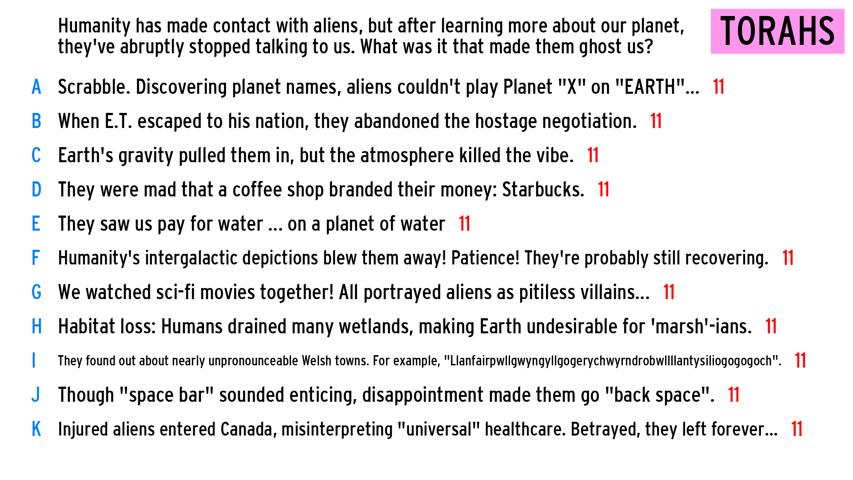 Humanity has made contact with aliens, but after learning more about our planet,
they've abruptly stopped talking to us. What was it that made them ghost us?
TORAHS
A Scrabble. Discovering planet names, aliens couldn't play Planet "X" on "EARTH"... 11
B When E.T. escaped to his nation, they abandoned the hostage negotiation. 11
C Earth's gravity pulled them in, but the atmosphere killed the vibe. 11
D They were mad that a coffee shop branded their money: Starbucks. 11
E They saw us pay for water ... on a planet of water 11
F Humanity's intergalactic depictions blew them away! Patience! They're probably still recovering. 11
G We watched sci-fi movies together! All portrayed aliens as pitiless villains... 11
H Habitat loss: Humans drained many wetlands, making Earth undesirable for 'marsh'-ians. 11
I They found out about nearly unpronounceable Welsh towns. For example, "Llanfairpwllgwyngyllgogerychwyrndrobwllllantysiliogogogoch". 11
J Though "space bar" sounded enticing, disappointment made them go "back space". 11
K Injured aliens entered Canada, misinterpreting "universal" healthcare. Betrayed, they left forever... 11